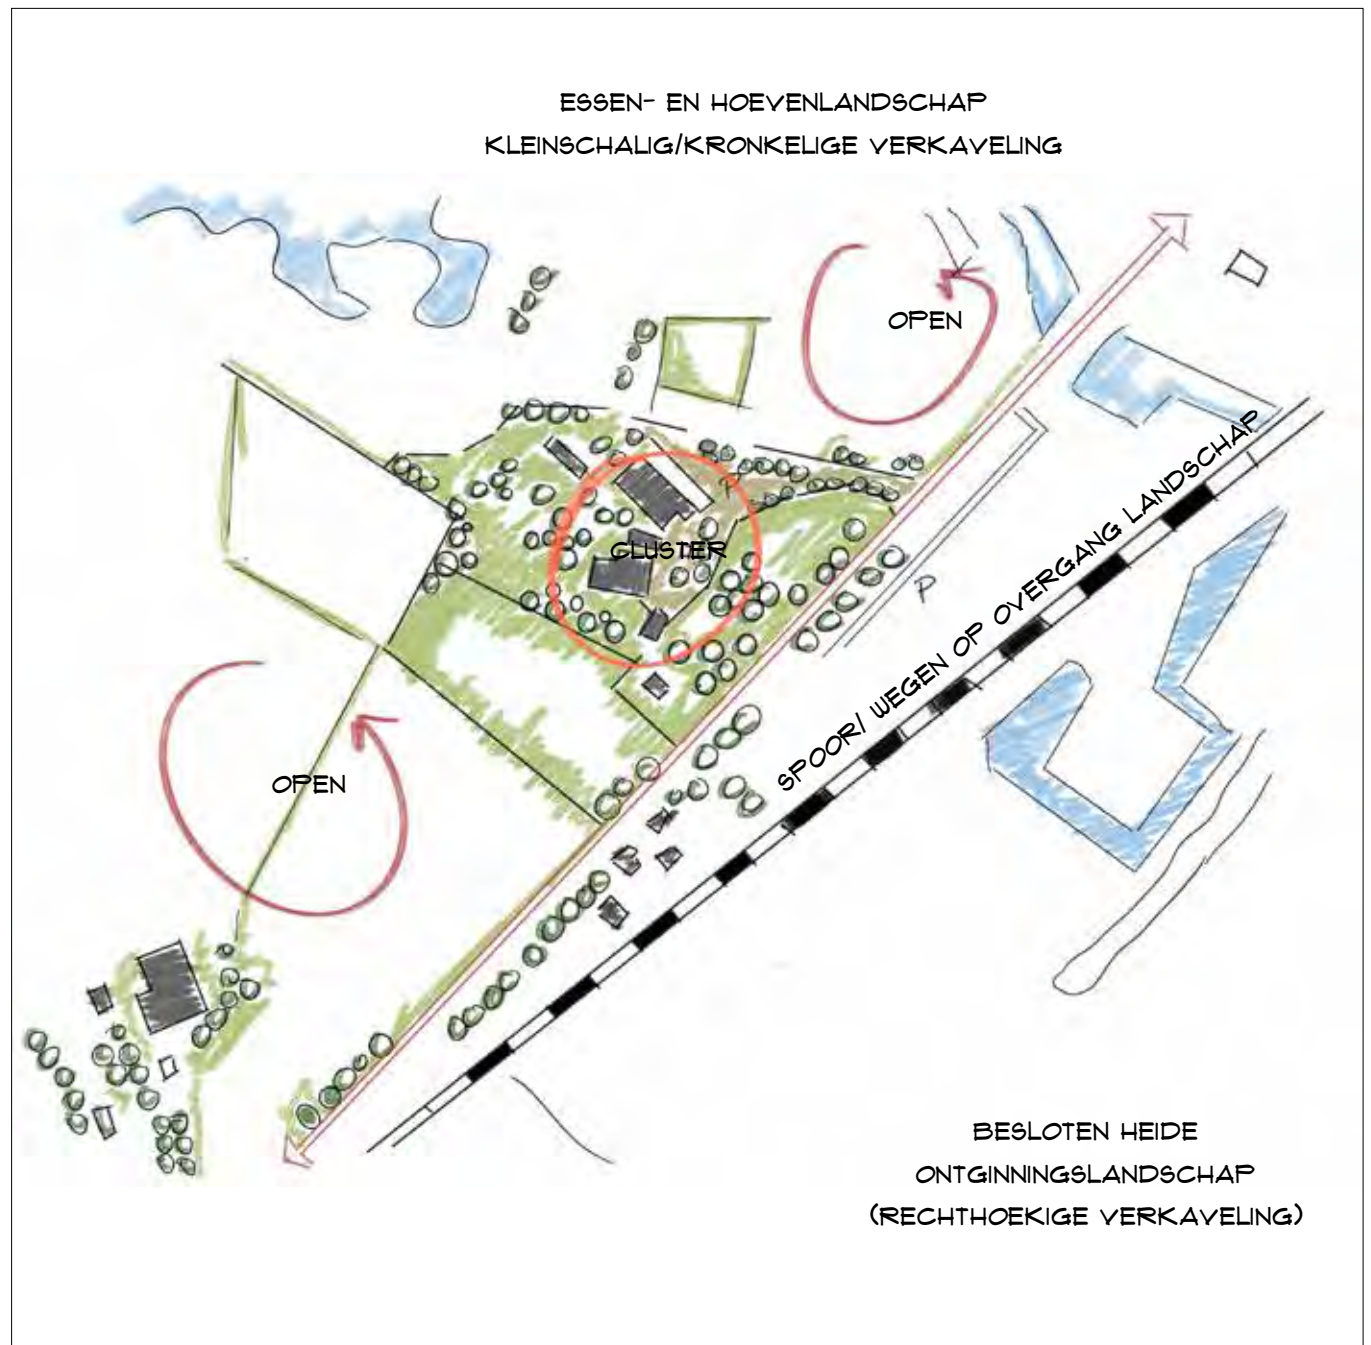 ESSEN- EN HOEVENLANDSCHAP
KLEINSCHALIG/KRONKELIGE VERKAVELING
OPEN
CLUSTER
P
P
SPOOR/ WEGEN OP OVERGANG LANDSCHAP
OPEN
BESLOTEN HEIDE
ONTGINNINGSLANDSCHAP
(RECHTHOEKIGE VERKAVELING)